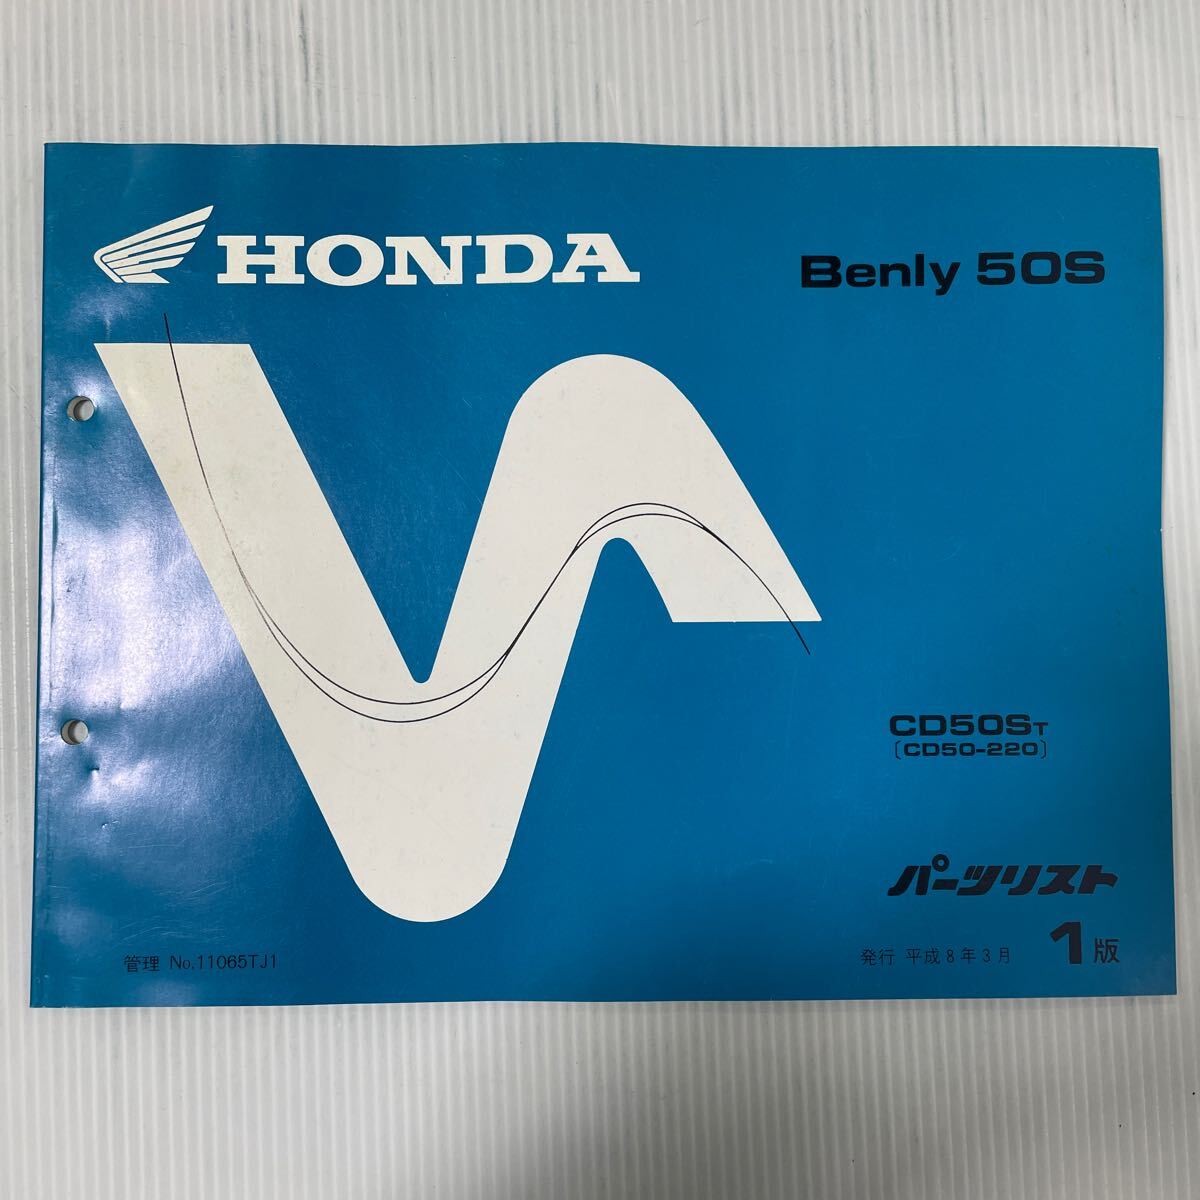 HONDA
Benly 50S
CD50ST
[CD50-220]
パーツリスト
管理 No.11065TJ1
発行 平成8年3月 1版